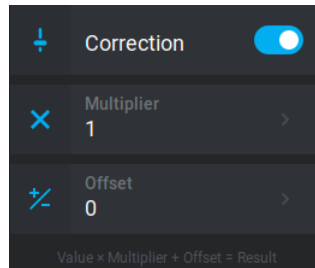 Correction
Multiplier
1
Offset
0
Value × Multiplier + Offset = Result